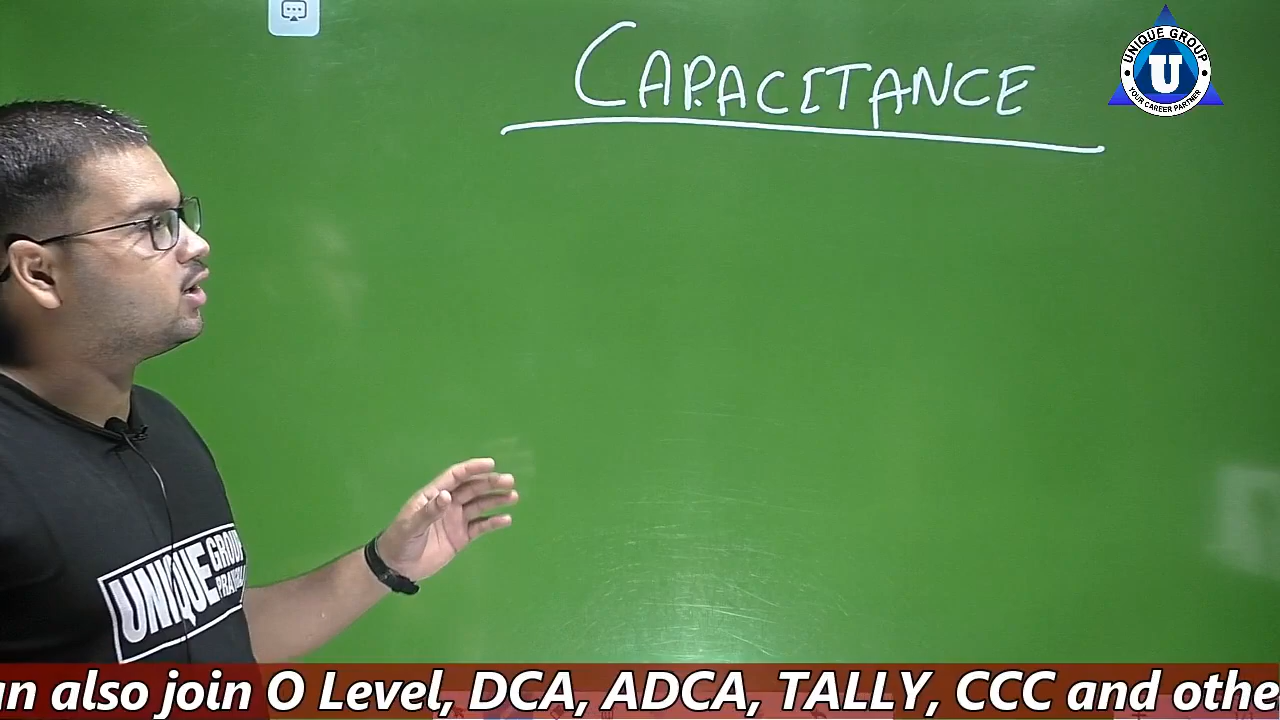 CAPACITANCE
UNIQUE GROUP
U
YOUR CAREER PARTNER
UNIQUE GROUP
an also join O Level, DCA, ADCA, TALLY, CCC and othe